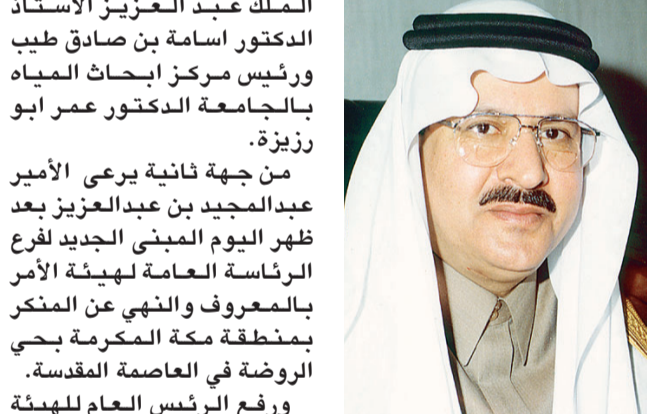 الملك عبد العزيز الاستاذ
الدكتور اسامة بن صادق طيب
ورئيس مركز ابحاث المياه
بالجامعة الدكتور عمر ابو
رزيزة.
من جهة ثانية يرعى الأمير
عبدالمجيد بن عبدالعزيز بعد
ظهر اليوم المبنى الجديد لفرع
الرئاسة العامة لهيئة الأمر
بالمعروف والنهي عن المنكر
بمنطقة مكة المكرمة بحي
الروضة في العاصمة المقدسة.
ورفع الرئيس العام للهيئة